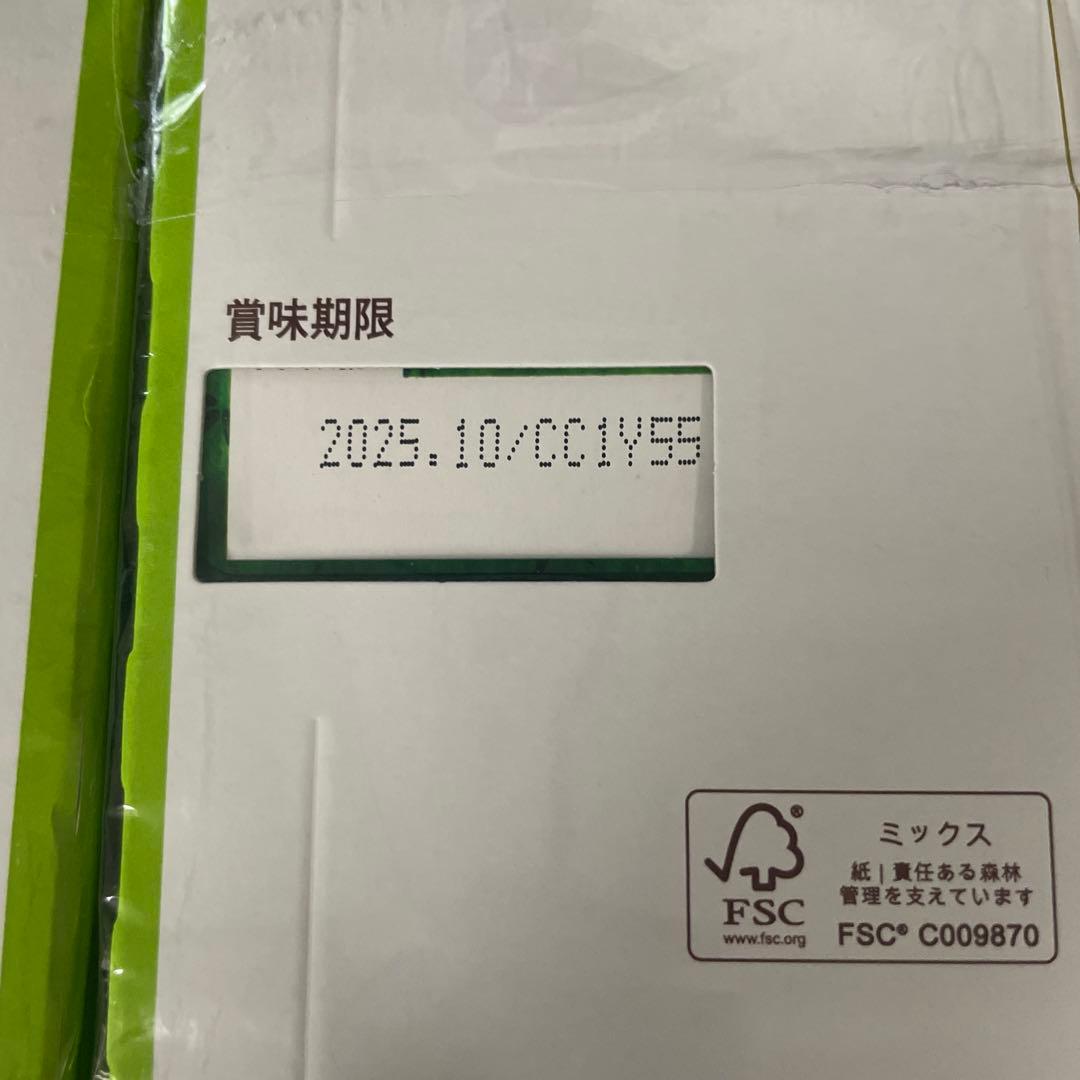 賞味期限
2025.10/CC1Y55
ミックス
紙 | 責任ある森林
管理を支えています
FSC® C009870
®
FSC
www.fsc.org